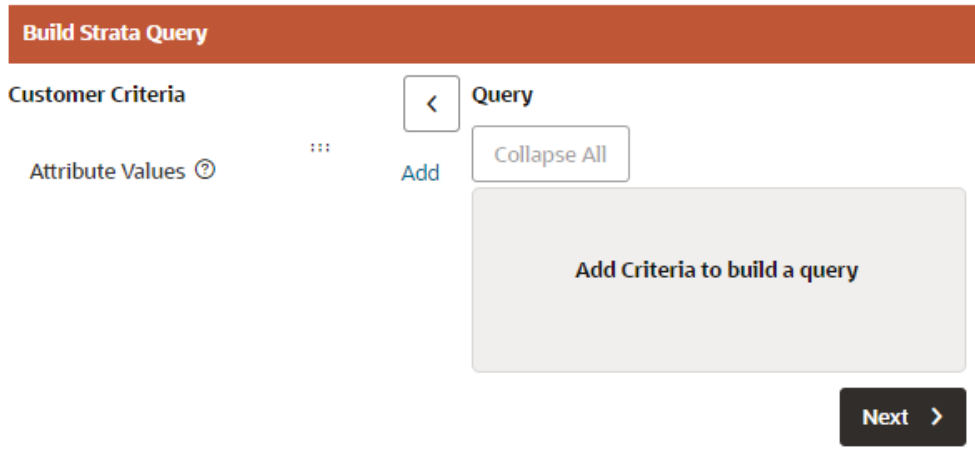 Build Strata Query
Customer Criteria
Query
Collapse All
Attribute Values
Add
Add Criteria to build a query
Next